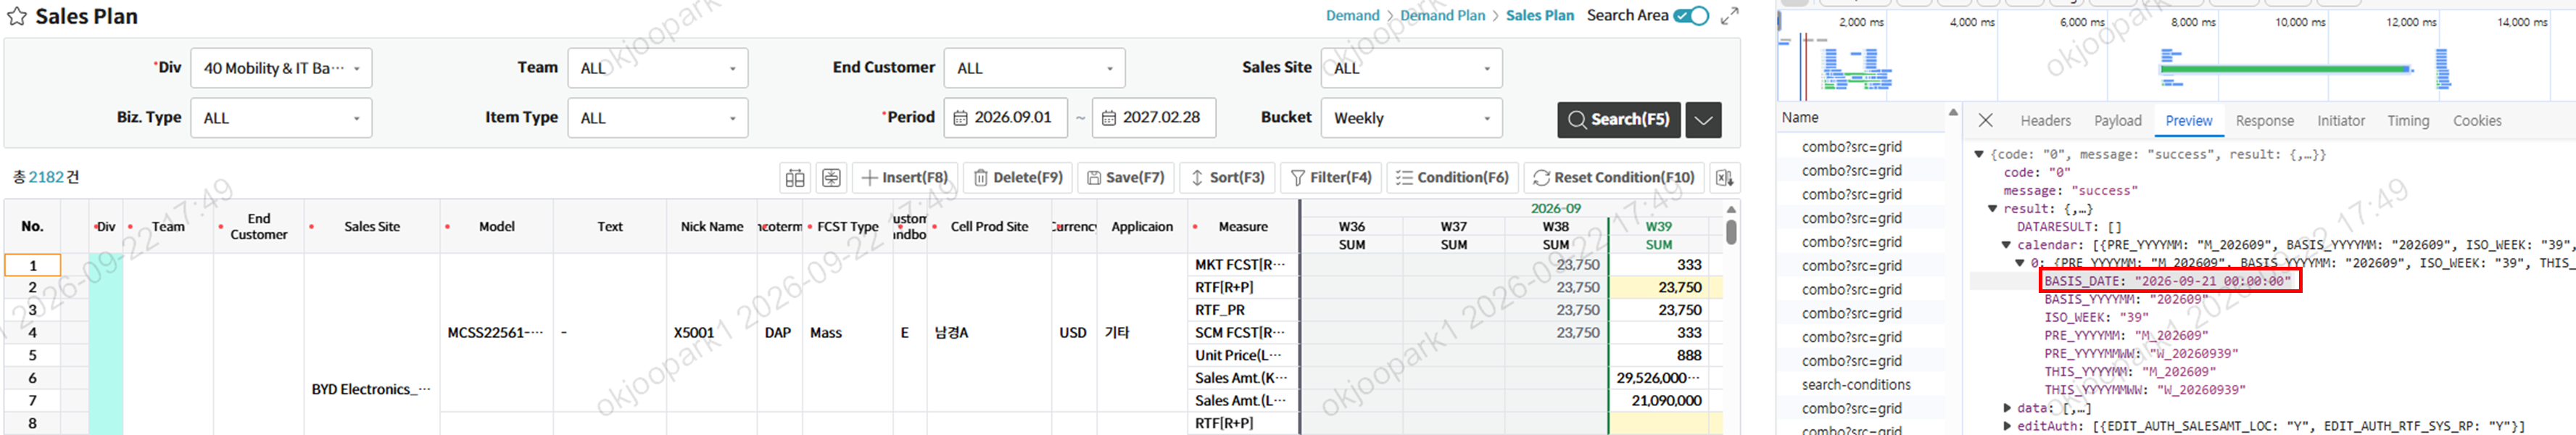 Sales Plan
Demand > Demand Plan > Sales Plan Search Area
*Div 40 Mobility & IT Ba··· Team ALL End Customer ALL Sales Site ALL
Biz. Type ALL Item Type ALL *Period 2026.09.01 ~ 2027.02.28 Bucket Weekly Search(F5)
총 2182 건 Insert(F8) Delete(F9) Save(F7) Sort(F3) Filter(F4) Condition(F6) Reset Condition(F10)
No. Div Team End Customer Sales Site Model Text Nick Name FCST Type Cell Prod Site Currency Applicaion Measure
2026-09
W36 W37 W38 W39
SUM SUM SUM SUM
1 MKT FCST[R··· 23,750 333
2 RTF[R+P] 23,750 23,750
3 RTF_PR 23,750 23,750
4 MCSS22561-··· - X5001 DAP Mass E 남경A USD 기타 SCM FCST[R··· 23,750 333
5 Unit Price(L··· 888
6 BYD Electronics_··· Sales Amt.(K··· 29,526,000···
7 Sales Amt.(L··· 21,090,000
8 RTF[R+P]
okjoopark1 2026-09-22 17:49
2,000 ms 4,000 ms 6,000 ms 8,000 ms 10,000 ms 12,000 ms 14,000 ms
Name
combo?src=grid
combo?src=grid
combo?src=grid
combo?src=grid
combo?src=grid
combo?src=grid
combo?src=grid
combo?src=grid
combo?src=grid
combo?src=grid
search-conditions
combo?src=grid
combo?src=grid
Headers Payload Preview Response Initiator Timing Cookies
{code: "0", message: "success", result: {,…}}
code: "0"
message: "success"
result: {,…}
DATARESULT: []
calendar: [{PRE_YYYYMM: "M_202609", BASIS_YYYYMM: "202609", ISO_WEEK: "39",
0: {PRE_YYYYMM: "M_202609", BASIS_YYYYMM: "202609", ISO_WEEK: "39", THIS_
BASIS_DATE: "2026-09-21 00:00:00"
BASIS_YYYYMM: "202609"
ISO_WEEK: "39"
PRE_YYYYMM: "M_202609"
PRE_YYYYMMWW: "W_20260939"
THIS_YYYYMM: "M_202609"
THIS_YYYYMMWW: "W_20260939"
data: [,…]
editAuth: [{EDIT_AUTH_SALESAMT_LOC: "Y", EDIT_AUTH_RTF_SYS_RP: "Y"}]